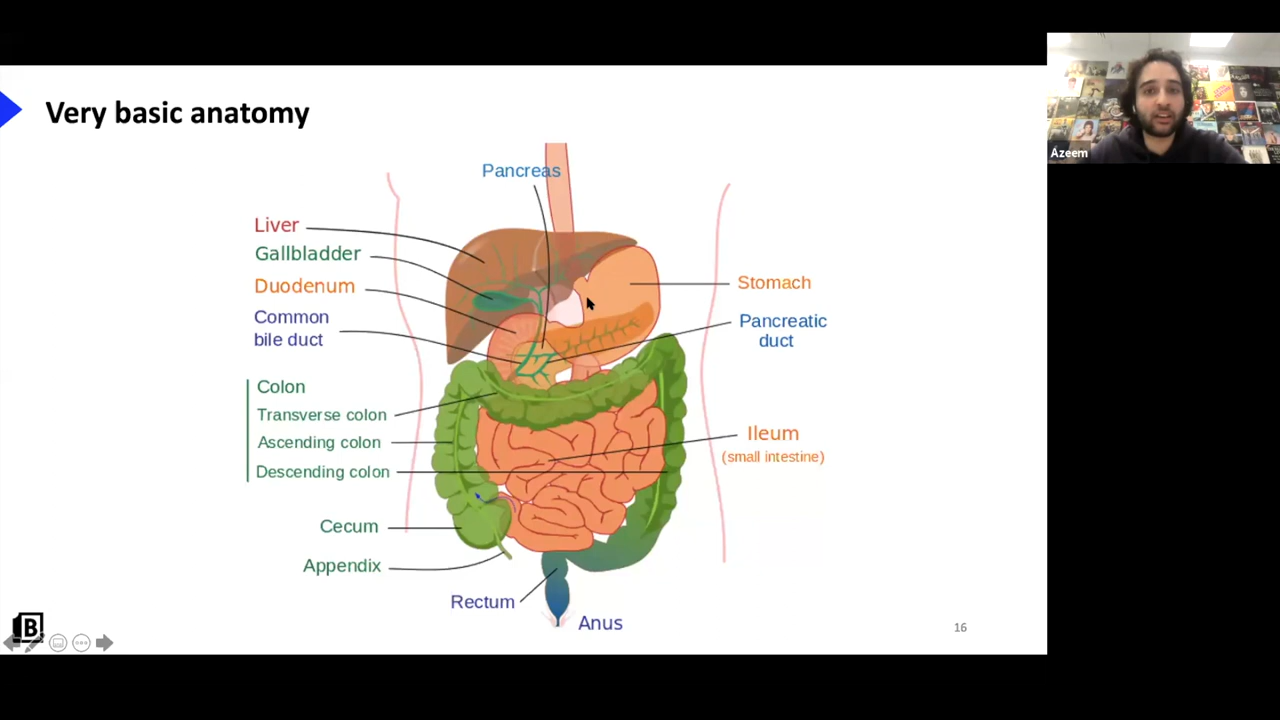 Very basic anatomy
Azeem
Pancreas
Liver
Gallbladder
Duodenum
Common
bile duct
Stomach
Pancreatic
duct
Colon
Transverse colon
Ascending colon
Descending colon
Ileum
(small intestine)
Cecum
Appendix
Rectum
Anus
B
16